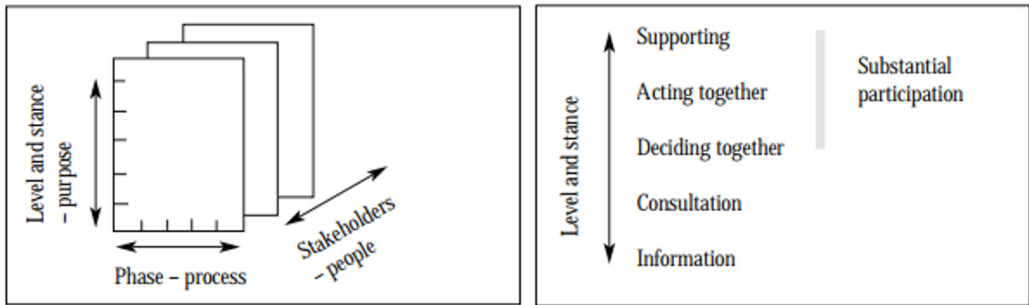 Level and stance
– purpose
Phase – process
Stakeholders
– people
Level and stance
Supporting
Acting together
Deciding together
Consultation
Information
Substantial
participation